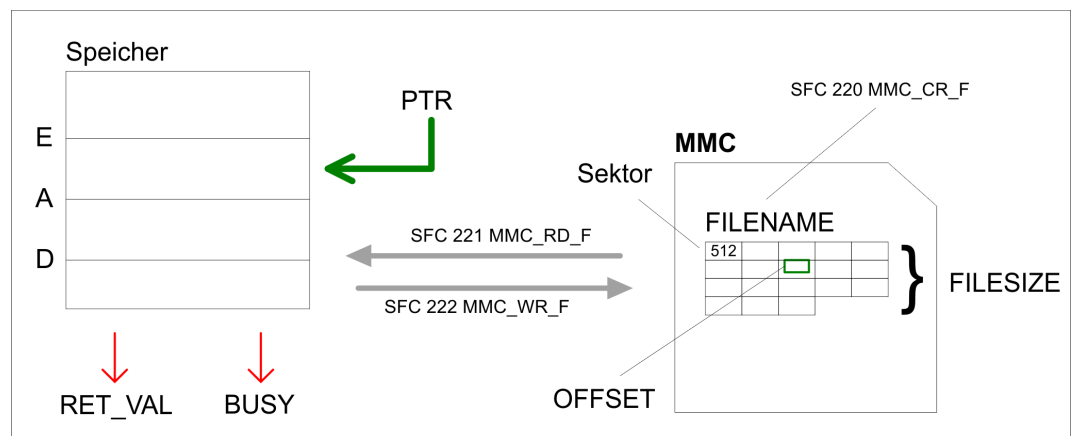 Speicher
PTR
E
A
D
SFC 220 MMC_CR_F
MMC
Sektor
FILENAME
512
SFC 221 MMC_RD_F
SFC 222 MMC_WR_F
FILESIZE
OFFSET
RET_VAL
BUSY